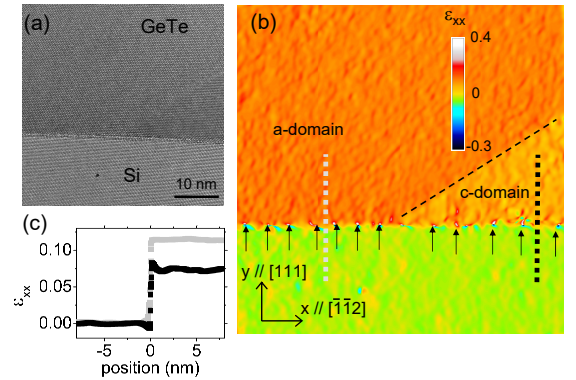 (a)
GeTe
Si
10 nm
(b)
εxx
0.4
0
-0.3
a-domain
c-domain
y // [111]
x // [1̄1̄2]
(c)
εxx
0.10
0.05
0.00
-5
0
5
position (nm)